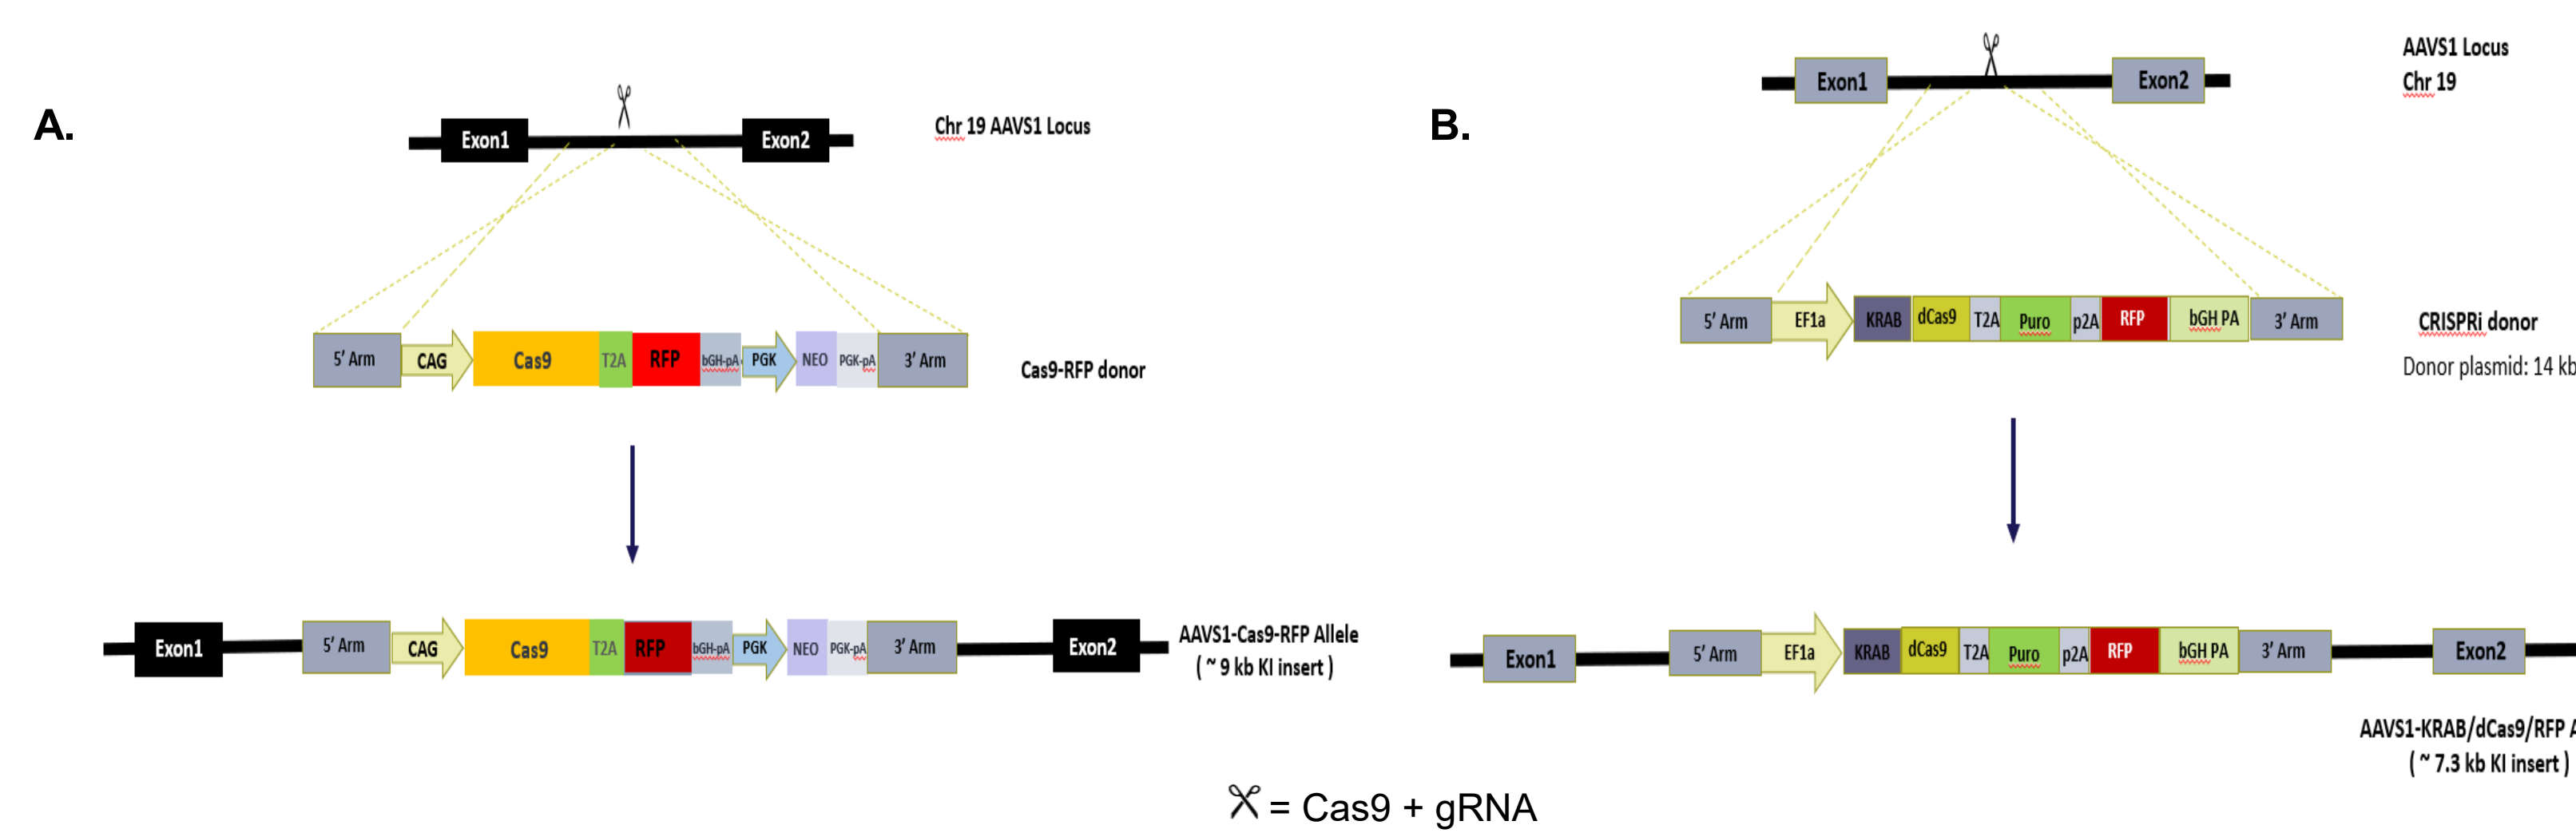 A.
Exon1
Exon2
Chr 19 AAVS1 Locus
5' Arm
CAG
Cas9
T2A
RFP
bGH-pA
PGK
NEO
PGK-pA
3' Arm
Cas9-RFP donor
Exon1
5' Arm
CAG
Cas9
T2A
RFP
bGH-pA
PGK
NEO
PGK-pA
3' Arm
Exon2
AAVS1-Cas9-RFP Allele
( ~ 9 kb KI insert )
B.
Exon1
Exon2
AAVS1 Locus
Chr 19
5' Arm
EF1a
KRAB
dCas9
T2A
Puro
p2A
RFP
bGH PA
3' Arm
CRISPRi donor
Donor plasmid: 14 kb
Exon1
5' Arm
EF1a
KRAB
dCas9
T2A
Puro
p2A
RFP
bGH PA
3' Arm
Exon2
AAVS1-KRAB/dCas9/RFP A
( ~ 7.3 kb KI insert )
= Cas9 + gRNA